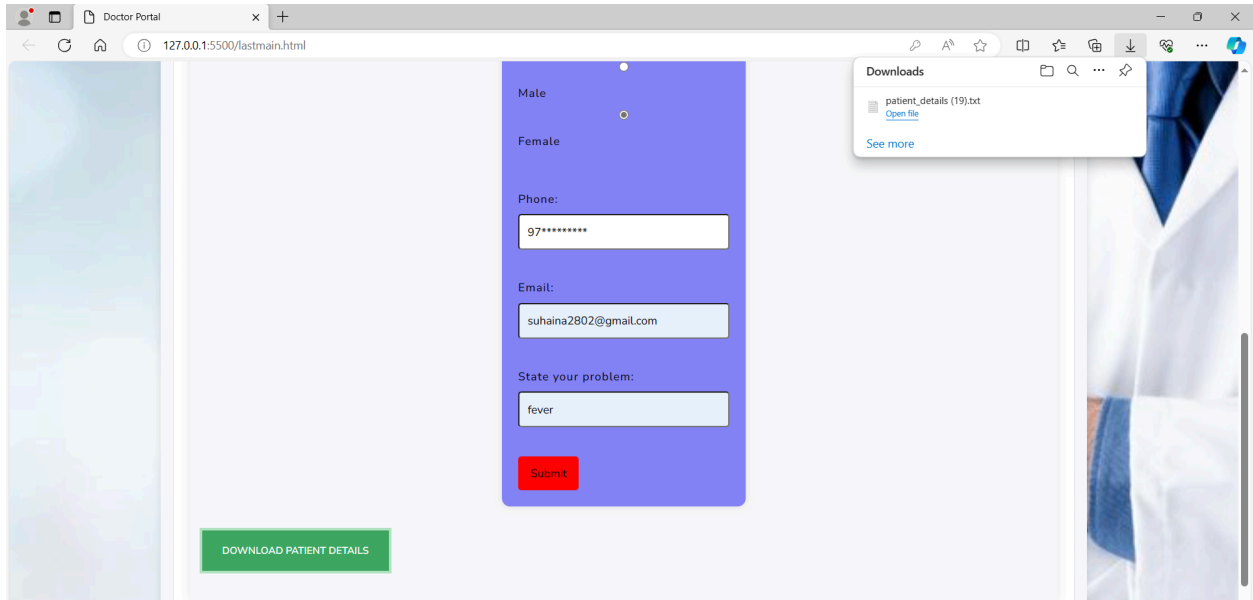 Doctor Portal
127.0.0.1:5500/lastmain.html
Downloads
patient_details (19).txt
Open file
See more
Male
Female
Phone:
97*********
Email:
suhaina2802@gmail.com
State your problem:
fever
Submit
DOWNLOAD PATIENT DETAILS